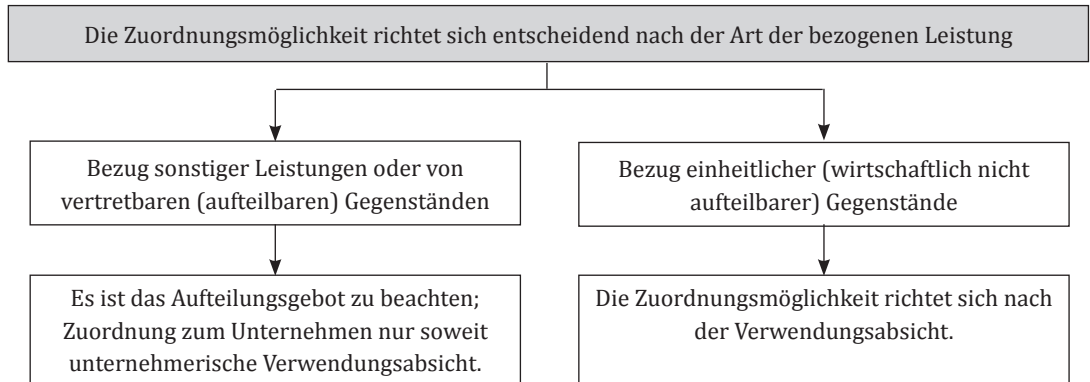 Die Zuordnungsmöglichkeit richtet sich entscheidend nach der Art der bezogenen Leistung
Bezug sonstiger Leistungen oder von
vertretbaren (aufteilbaren) Gegenständen
Bezug einheitlicher (wirtschaftlich nicht
aufteilbarer) Gegenstände
Es ist das Aufteilungsgebot zu beachten;
Zuordnung zum Unternehmen nur soweit
unternehmerische Verwendungsabsicht.
Die Zuordnungsmöglichkeit richtet sich nach
der Verwendungsabsicht.